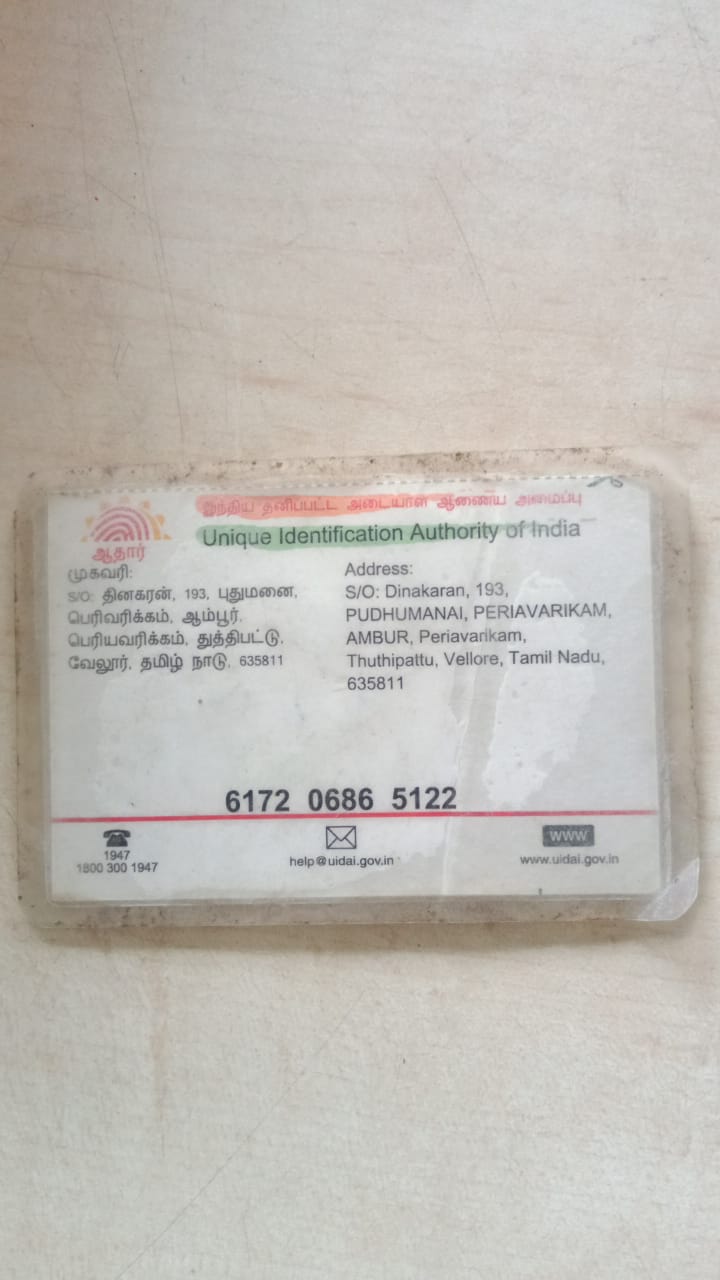 இந்திய தனிப்பட்ட அடையாள ஆணைய அமைப்பு
Unique Identification Authority of India
ஆதார்
முகவரி:
S/O: தினகரன், 193, புதுமனை,
பெரிவரிக்கம், ஆம்பூர்,
பெரியவரிக்கம், துத்திபட்டு,
வேலூர், தமிழ் நாடு, 635811
Address:
S/O: Dinakaran, 193,
PUDHUMANAI, PERIAVARIKAM,
AMBUR, Periavarikam,
Thuthipattu, Vellore, Tamil Nadu,
635811
6172 0686 5122
1947
1800 300 1947
help@uidai.gov.in
www
www.uidai.gov.in